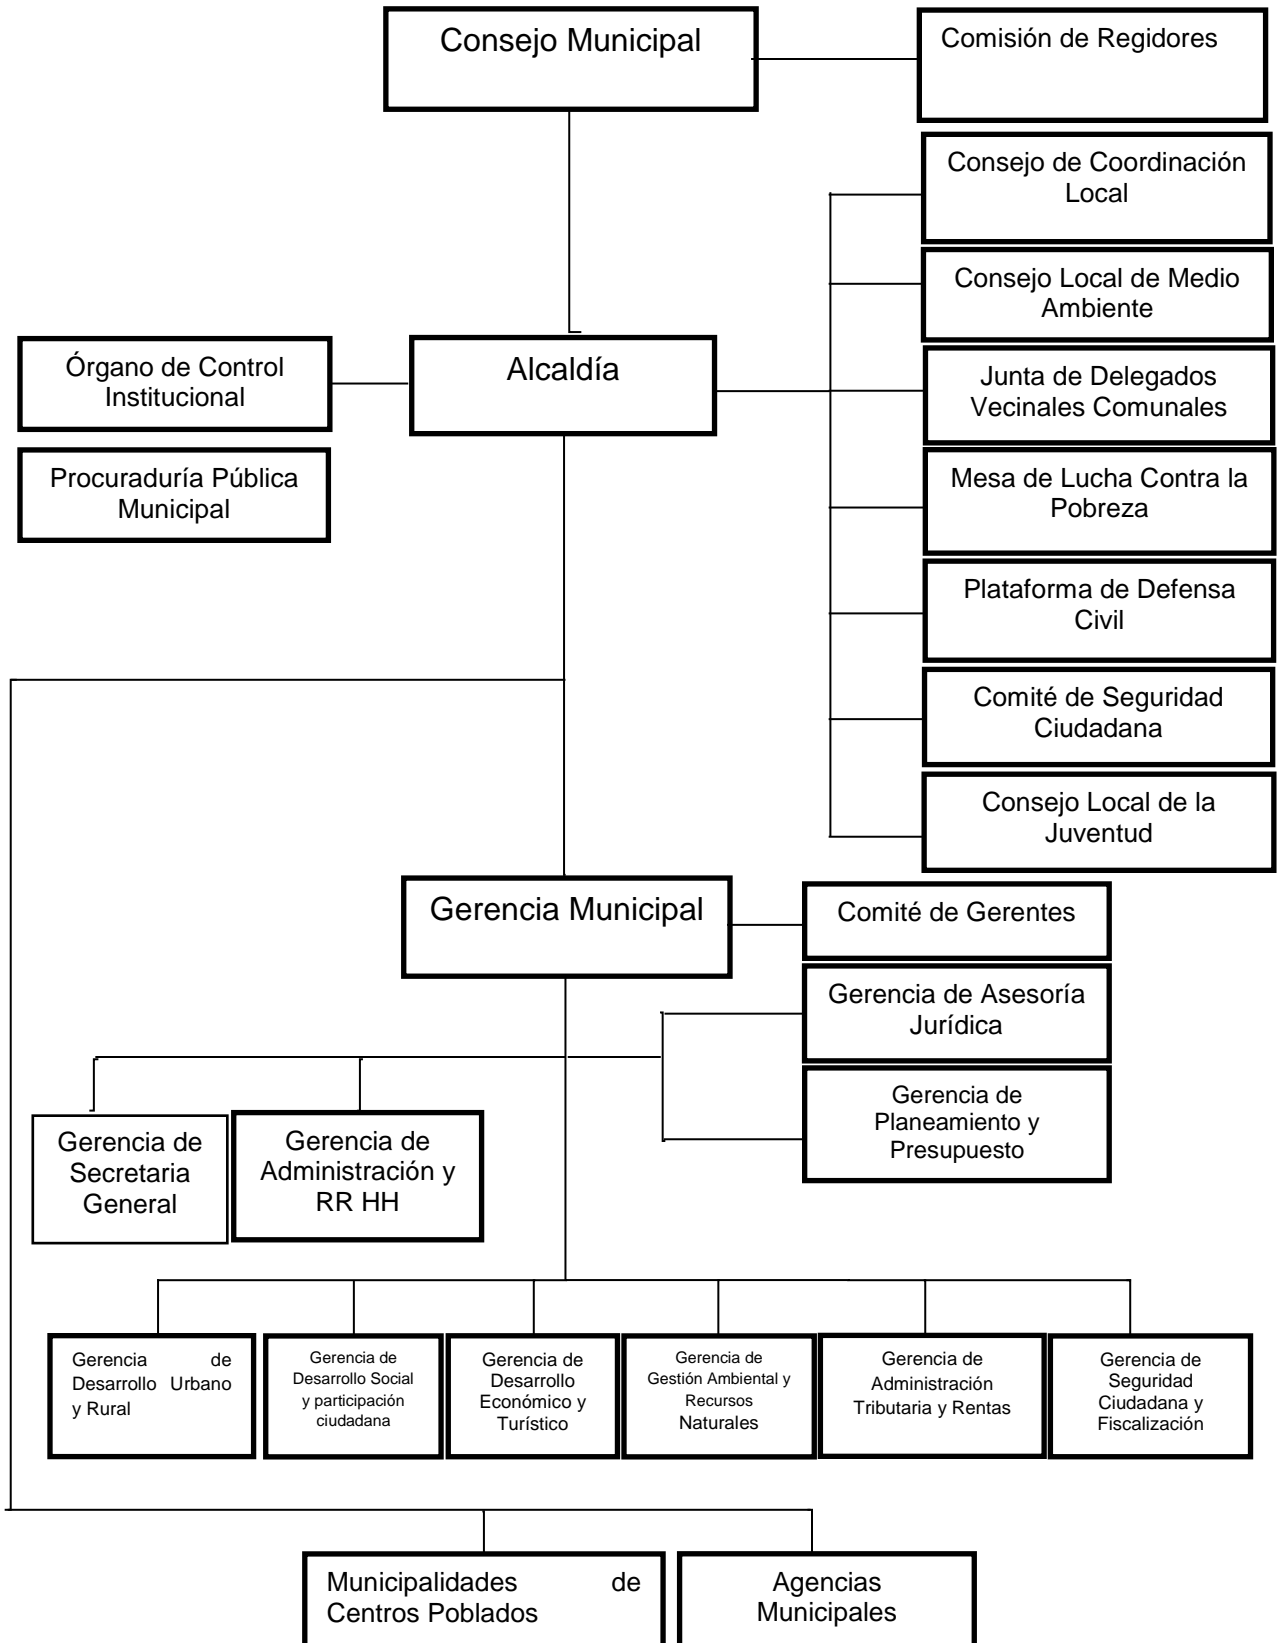 Consejo Municipal
Comisión de Regidores
Consejo de Coordinación
Local
Consejo Local de Medio
Ambiente
Órgano de Control
Institucional
Alcaldía
Junta de Delegados
Vecinales Comunales
Procuraduría Pública
Municipal
Mesa de Lucha Contra la
Pobreza
Plataforma de Defensa
Civil
Comité de Seguridad
Ciudadana
Consejo Local de la
Juventud
Gerencia Municipal
Comité de Gerentes
Gerencia de Asesoría
Jurídica
Gerencia de
Planeamiento y
Presupuesto
Gerencia de
Secretaria
General
Gerencia de
Administración y
RR HH
Gerencia de
Desarrollo Urbano
y Rural
Gerencia de
Desarrollo Social
y participación
ciudadana
Gerencia de
Desarrollo
Económico y
Turístico
Gerencia de
Gestión Ambiental y
Recursos
Naturales
Gerencia de
Administración
Tributaria y Rentas
Gerencia de
Seguridad
Ciudadana y
Fiscalización
Municipalidades de
Centros Poblados
Agencias
Municipales